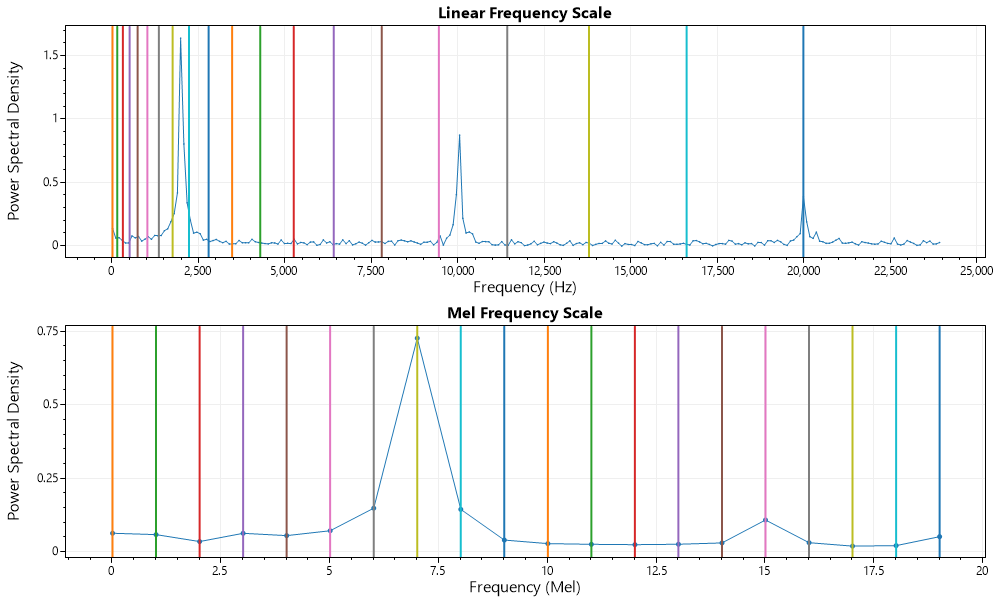 Linear Frequency Scale
Power Spectral Density
1.5
1
0.5
0
0 2,500 5,000 7,500 10,000 12,500 15,000 17,500 20,000 22,500 25,000
Frequency (Hz)
Mel Frequency Scale
Power Spectral Density
0.75
0.5
0.25
0
0 2.5 5 7.5 10 12.5 15 17.5 20
Frequency (Mel)